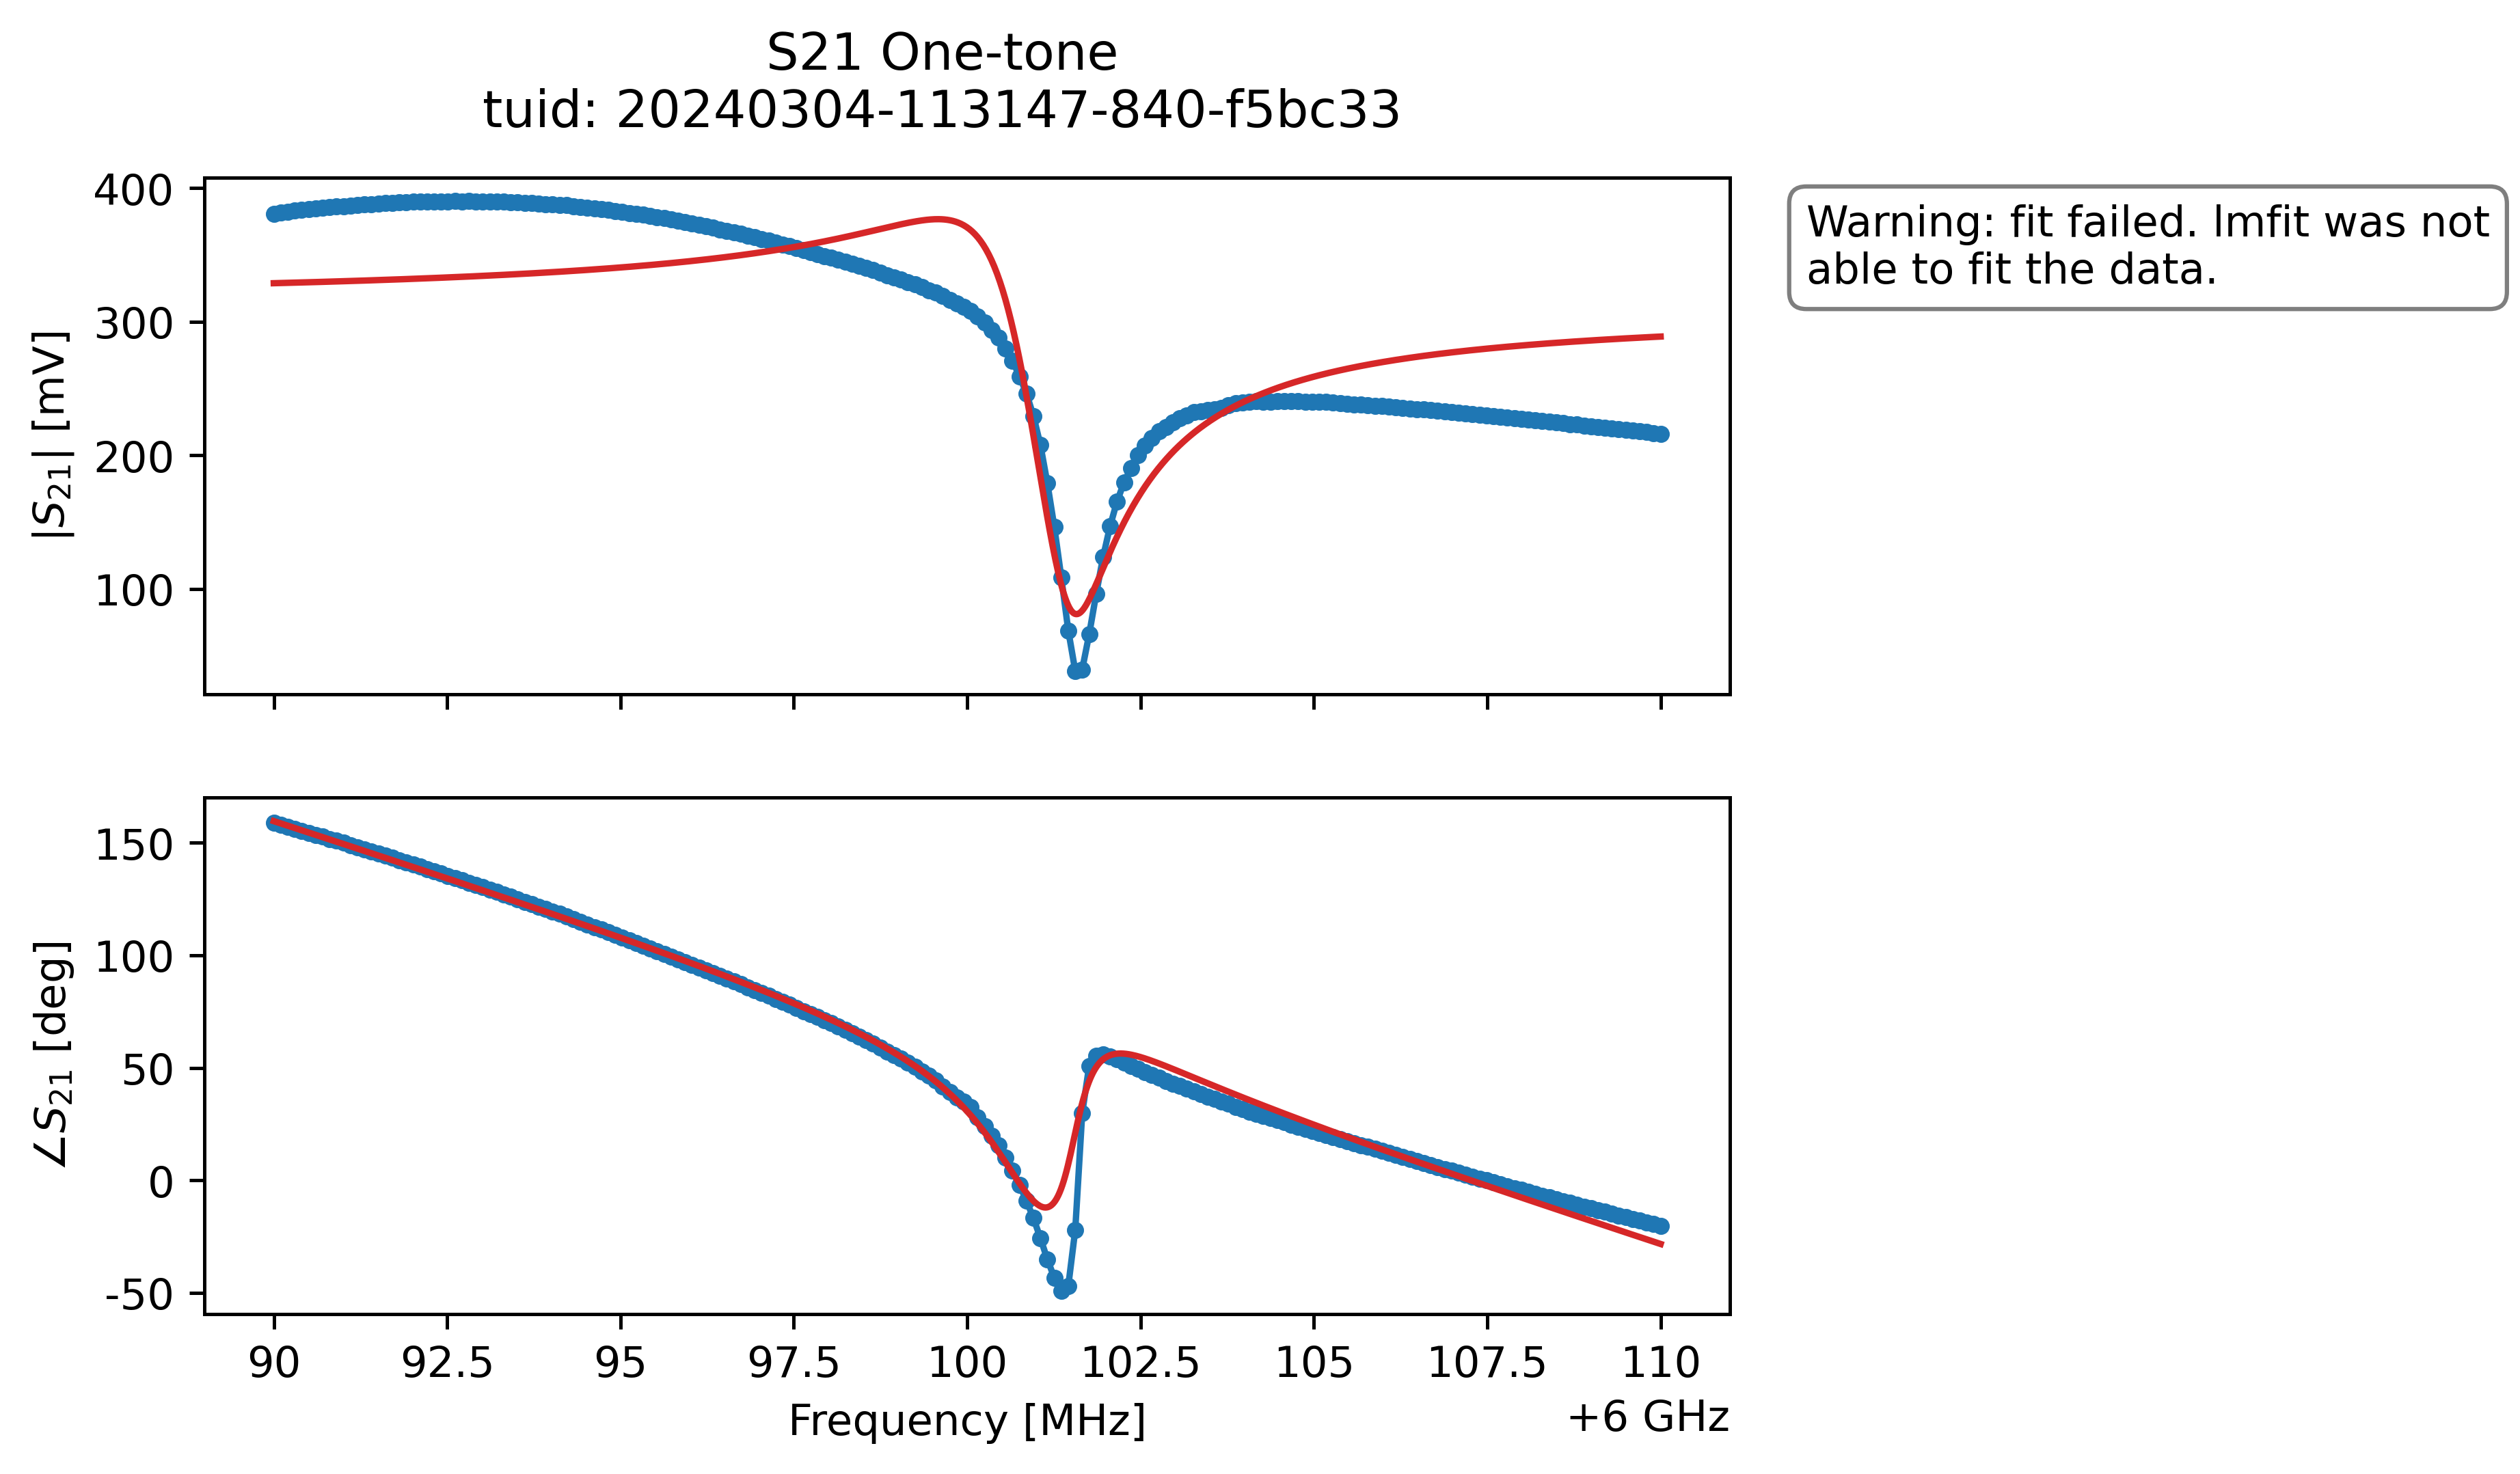 S21 One-tone
tuid: 20240304-113147-840-f5bc33
400
300
200
100
|S21| [mV]
Warning: fit failed. lmfit was not
able to fit the data.
150
100
50
0
-50
∠S21 [deg]
90 92.5 95 97.5 100 102.5 105 107.5 110
Frequency [MHz]
+6 GHz